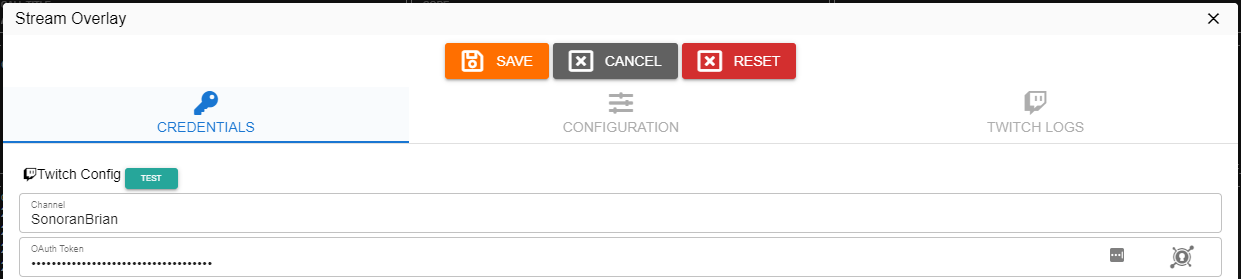 Stream Overlay
SAVE CANCEL RESET
CREDENTIALS CONFIGURATION TWITCH LOGS
Twitch Config TEST
Channel
SonoranBrian
OAuth Token
••••••••••••••••••••••••••••••••••••